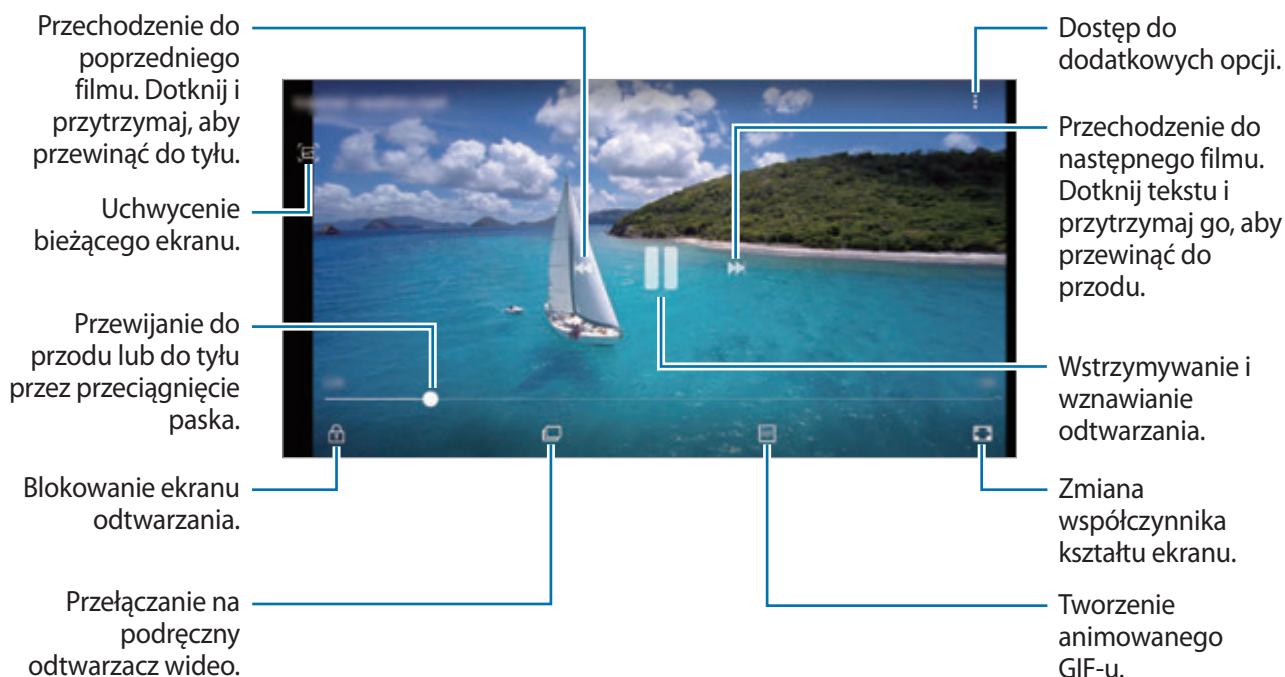 Przechodzenie do
poprzedniego
filmu. Dotknij i
przytrzymaj, aby
przewinąć do tyłu.
Uchwycenie
bieżącego ekranu.
Przewijanie do
przodu lub do tyłu
przez przeciągnięcie
paska.
Blokowanie ekranu
odtwarzania.
Przełączanie na
podręczny
odtwarzacz wideo.
Dostęp do
dodatkowych opcji.
Przechodzenie do
następnego filmu.
Dotknij tekstu i
przytrzymaj go, aby
przewinąć do
przodu.
Wstrzymywanie i
wznawianie
odtwarzania.
Zmiana
współczynnika
kształtu ekranu.
Tworzenie
animowanego
GIF-u.